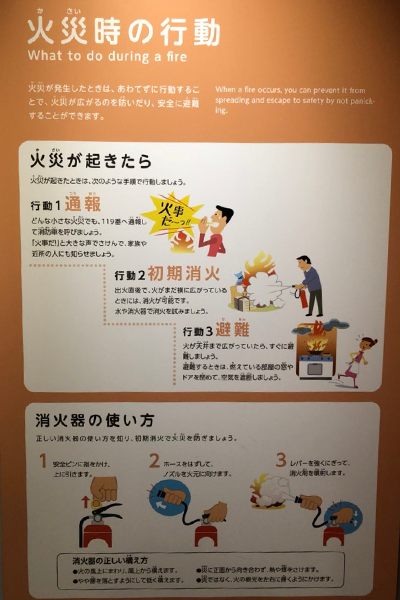 火災時の行動
What to do during a fire
火災が発生したときは、あわてずに行動するこ
とで、火災が広がるのを防いだり、安全に避難
することができます。
When a fire occurs, you can prevent it from
spreading and escape to safety by not panick-
ing.
火災が起きたら
火災が起きたときは、次のような手順で行動しましょう。
行動1 通報
どんな小さな火災でも、119番へ通報し
て消防車を呼びましょう。
「火事だ!」と大きな声でさけんで、家族や
近所の人にも知らせましょう。
火事
だ〜っ!!
行動2 初期消火
出火直後で、火がまだ横に広がっている
ときには、消火が可能です。
水や消火器で消火を試みましょう。
行動3 避難
火が天井まで広がっていたら、すぐに避
難しましょう。
避難するときは、燃えている部屋の窓や
ドアを閉めて、空気を遮断しましょう。
消火器の使い方
正しい消火器の使い方を知り、初期消火で火災を防ぎましょう。
1 安全ピンに指をかけ、
上に引きます。
2 ホースをはずして、
ノズルを火元に向けます。
3 レバーを強くにぎって、
消火剤を噴射します。
消火器の正しい構え方
●火の風上にまわり、風上から構えます。
●やや腰を落とすようにして低く構えます。
●炎に正面から向き合わず、熱や煙をさけます。
●炎ではなく、火の根元を左右に掃くようにかけます。